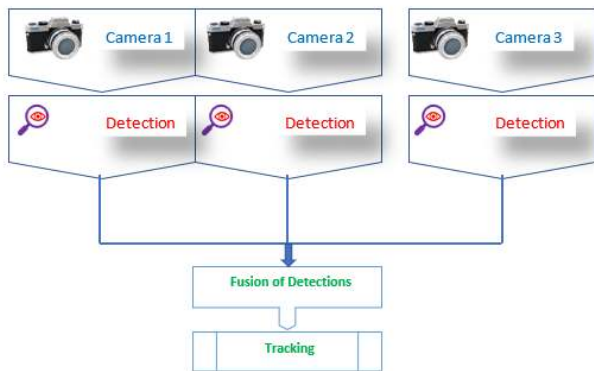 Camera 1
Camera 2
Camera 3
Detection
Detection
Detection
Fusion of Detections
Tracking